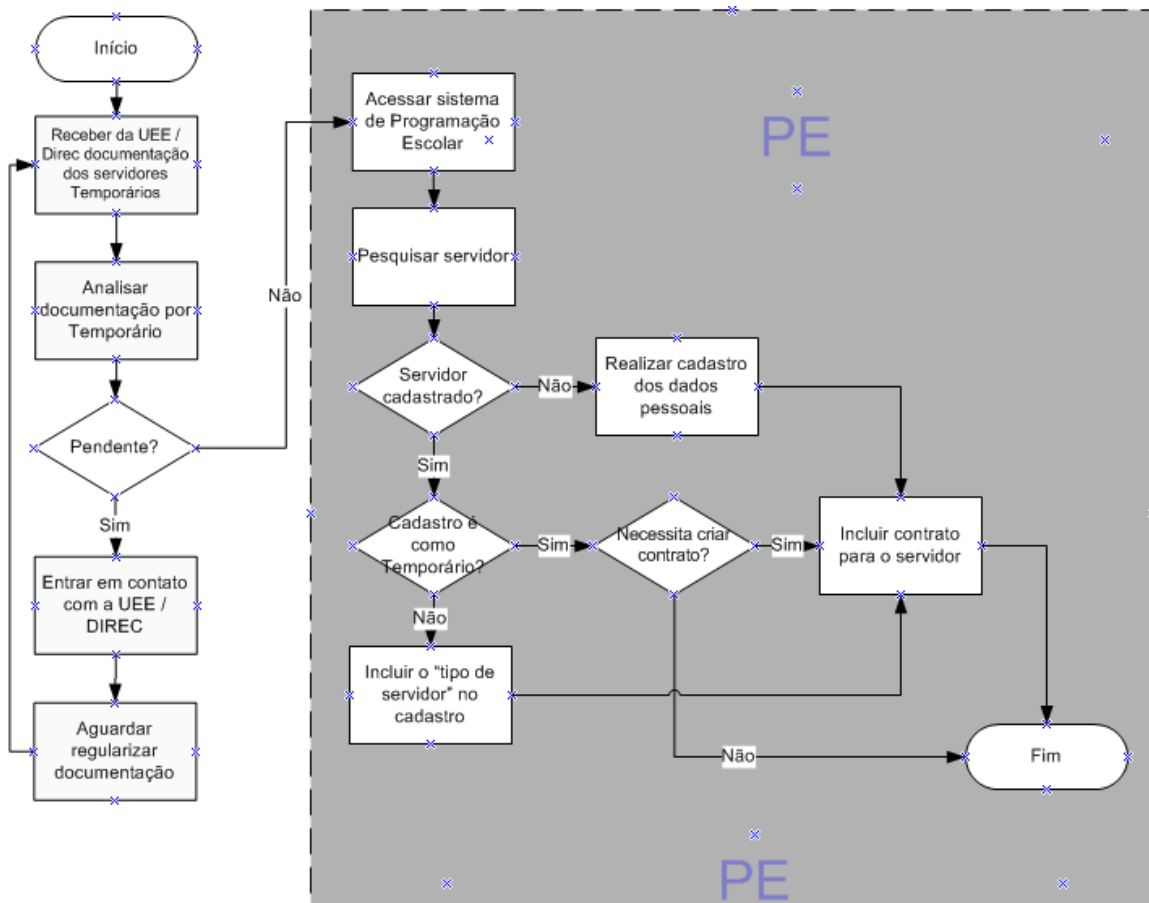 Início
Receber da UEE /
Direc documentação
dos servidores
Temporários
Analisar
documentação por
Temporário
Pendente?
Sim
Entrar em contato
com a UEE /
DIREC
Aguardar
regularizar
documentação
Não
PE
Acessar sistema
de Programação
Escolar
Pesquisar servidor
Servidor
cadastrado?
Não
Realizar cadastro
dos dados
pessoais
Sim
Cadastro é
como
Temporário?
Sim
Necessita criar
contrato?
Sim
Incluir contrato
para o servidor
Não
Incluir o “tipo de
servidor” no
cadastro
Não
Fim
PE